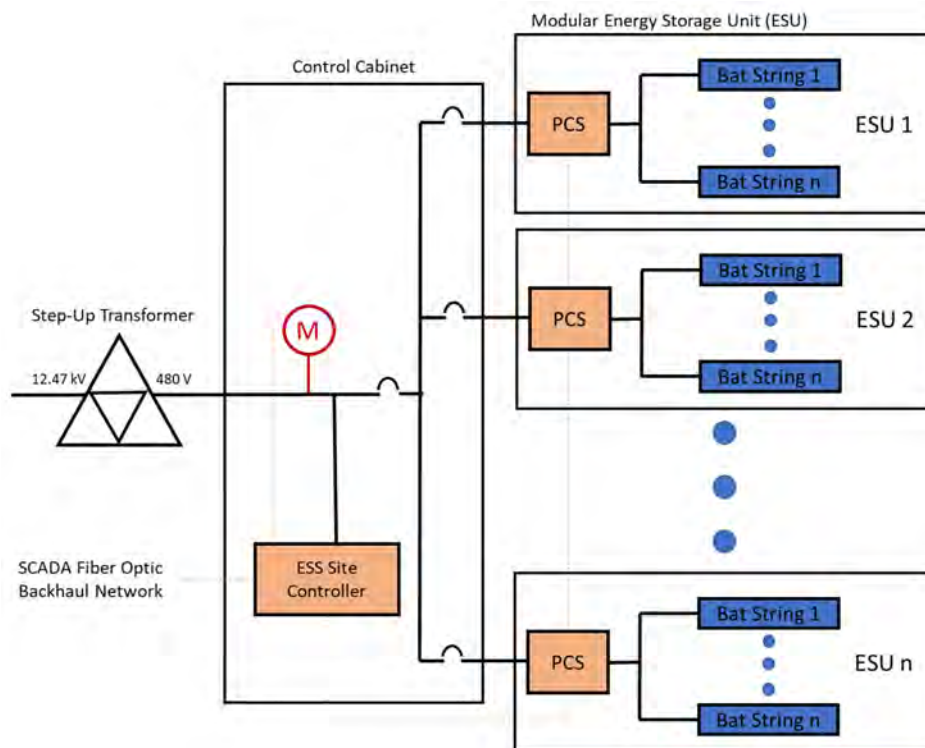 Modular Energy Storage Unit (ESU)
Control Cabinet
Bat String 1
PCS
ESU 1
Bat String n
Bat String 1
Step-Up Transformer
M
PCS
ESU 2
12.47 kV
480 V
Bat String n
SCADA Fiber Optic
Backhaul Network
ESS Site
Controller
Bat String 1
PCS
ESU n
Bat String n